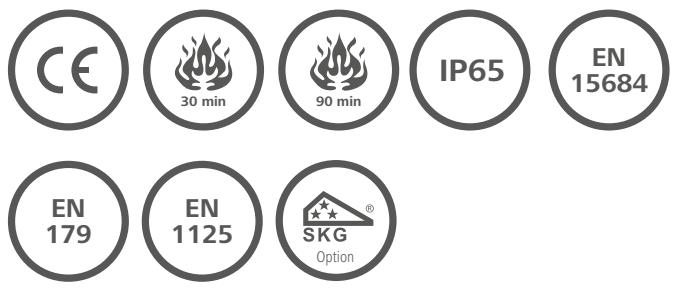 CE
30 min
90 min
IP65
EN
15684
EN
179
EN
1125
®
SKG
Option